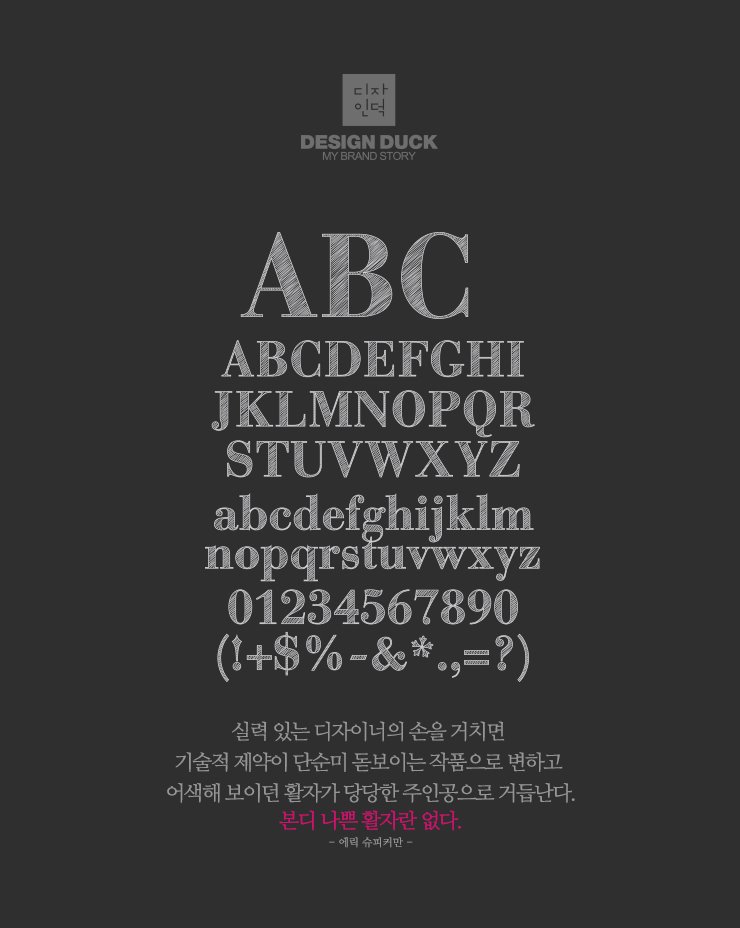 디자
인덕
DESIGN DUCK
MY BRAND STORY
ABC
ABCDEFGHI
JKLMNOPQR
STUVWXYZ
abcdefghijklm
nopqrstuvwxyz
01234567890
(!+$%-&*.,=?)
실력 있는 디자이너의 손을 거치면
기술적 제약이 단순미 돋보이는 작품으로 변하고
어색해 보이던 활자가 당당한 주인공으로 거듭난다.
본디 나쁜 활자란 없다.
- 에릭 슈피커만 -